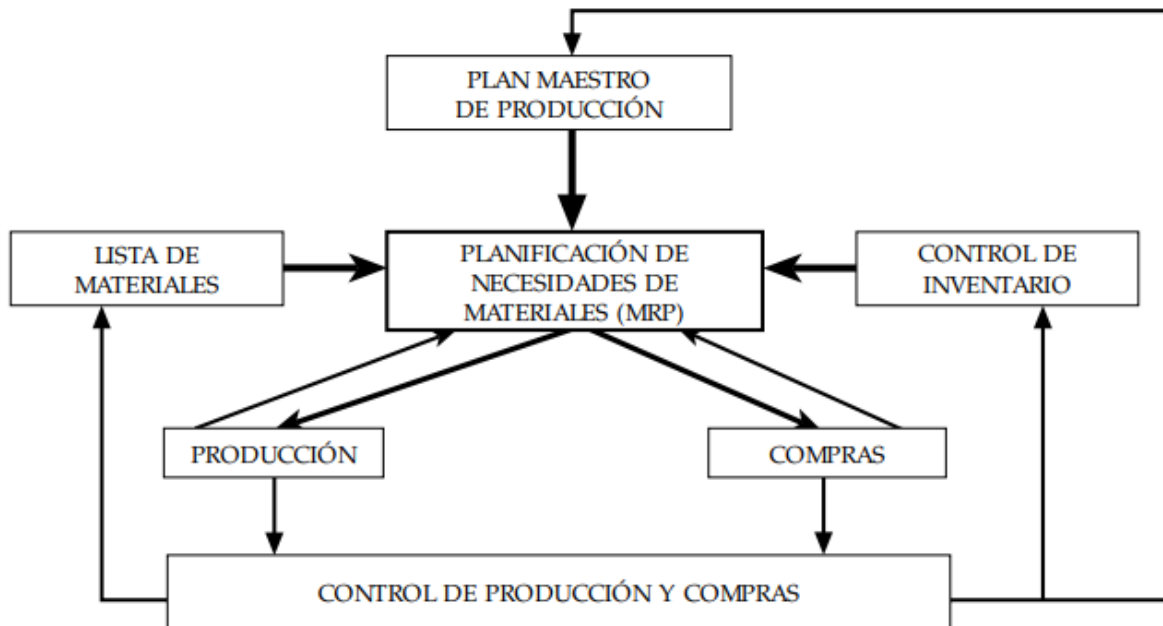 PLAN MAESTRO
DE PRODUCCIÓN
LISTA DE
MATERIALES
PLANIFICACIÓN DE
NECESIDADES DE
MATERIALES (MRP)
CONTROL DE
INVENTARIO
PRODUCCIÓN
COMPRAS
CONTROL DE PRODUCCIÓN Y COMPRAS